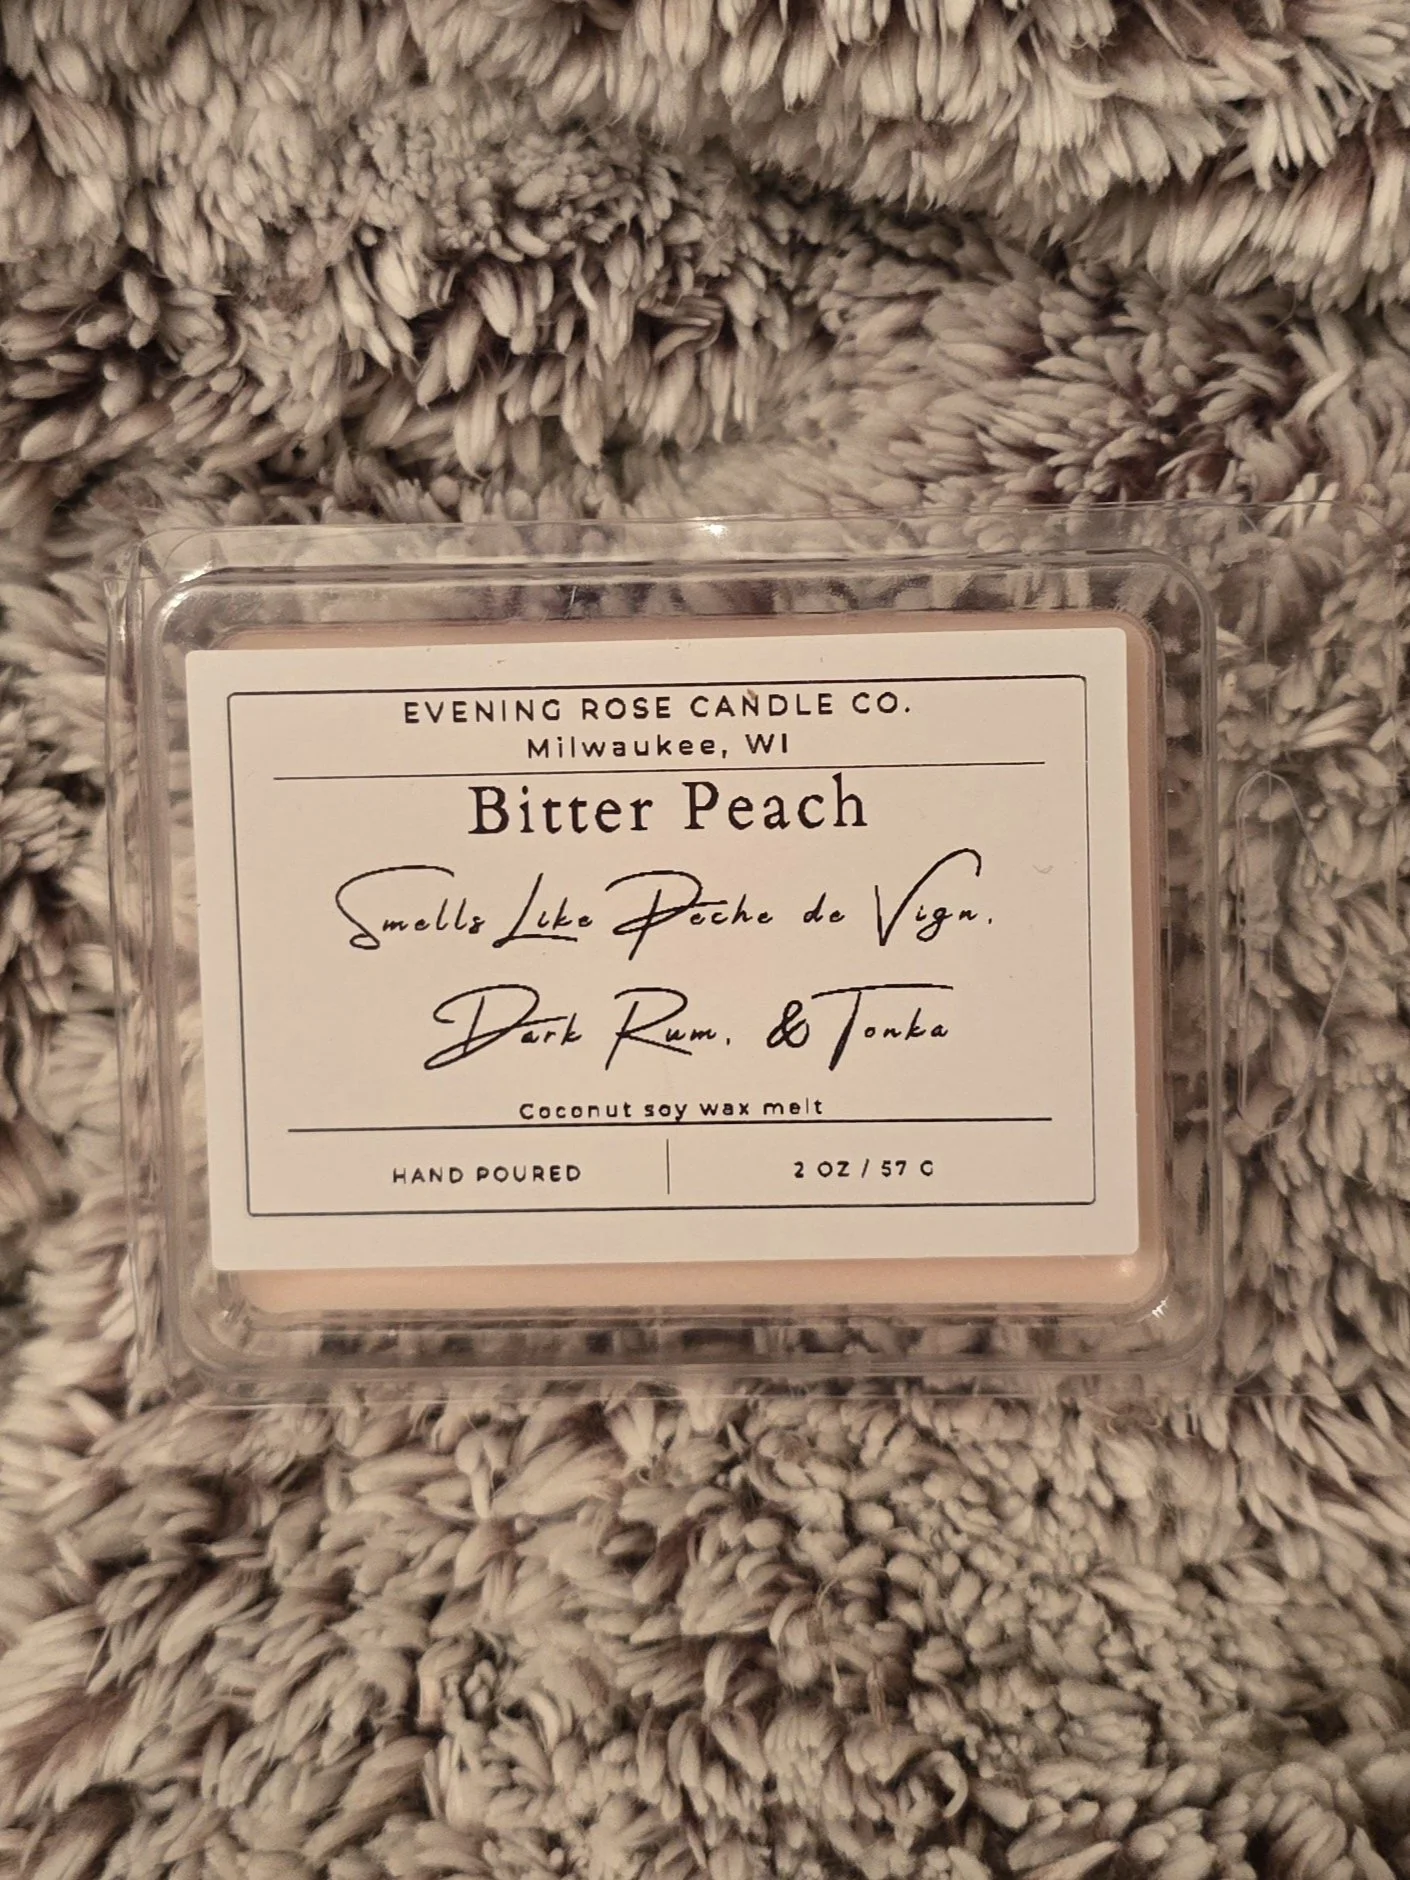 EVENING ROSE CANDLE CO.
Milwaukee, WI
Bitter Peach
Smells Like Peche de Vign,
Dark Rum, & Tonka
Coconut soy wax melt
HAND POURED
2 OZ / 57 G